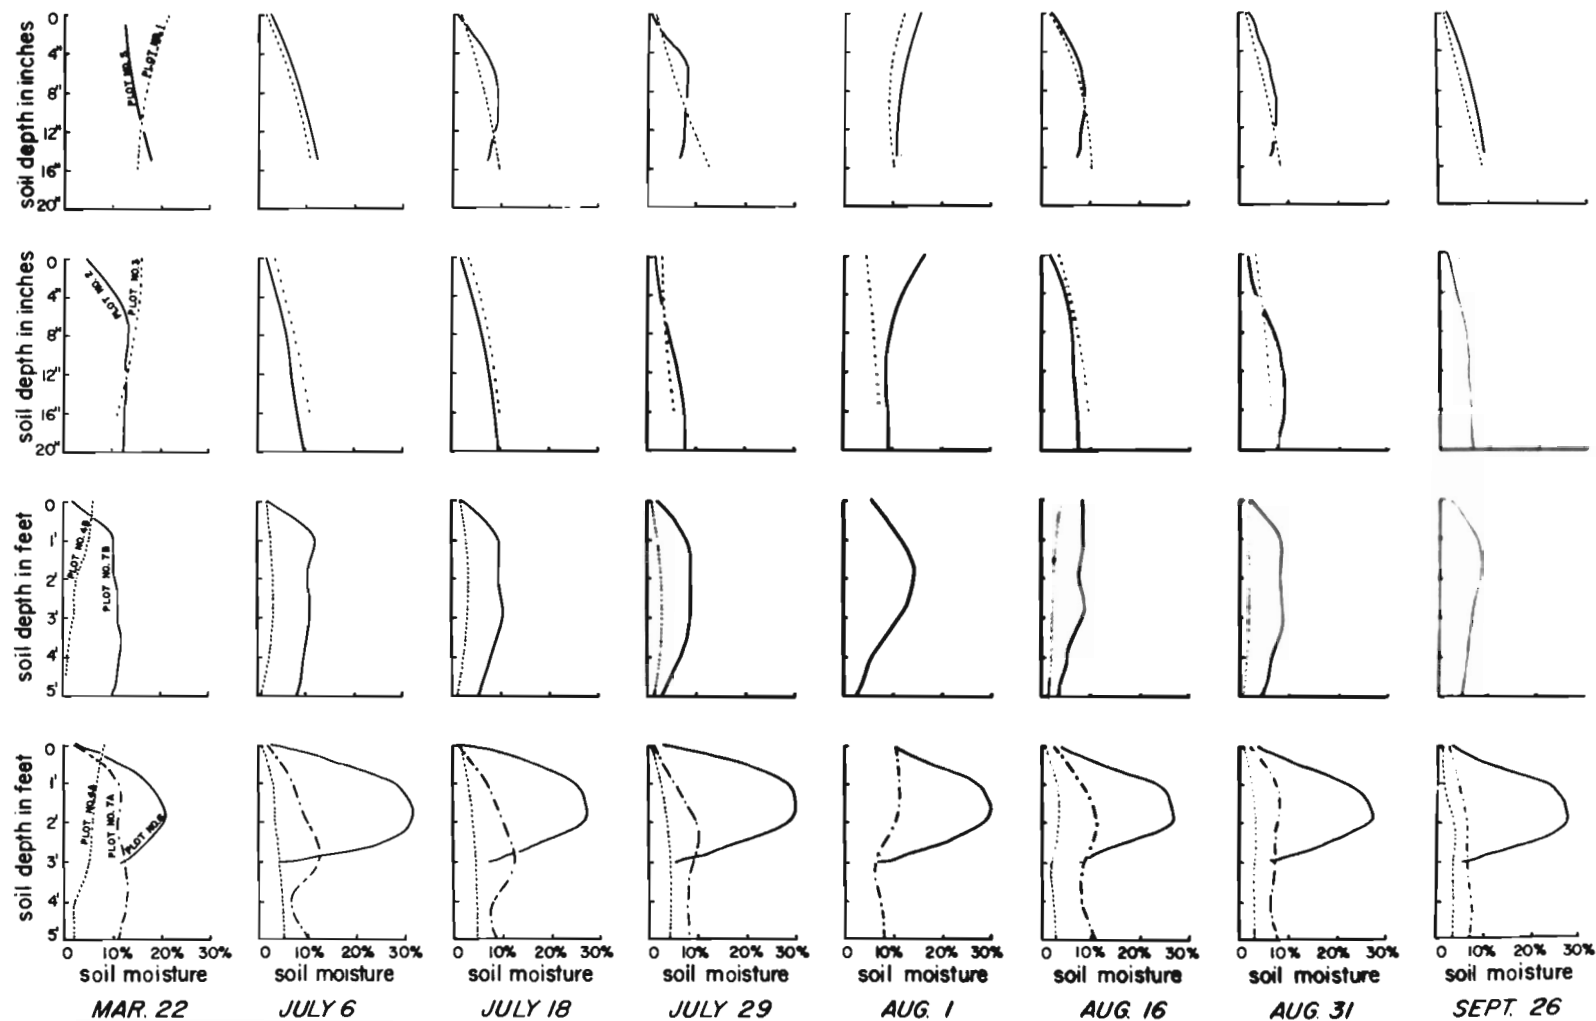 soil depth in inches
0
4"
8"
12"
16"
20"
PLOT NO. 5
PLOT NO. 1
soil depth in inches
0
4"
8"
12"
16"
20"
PLOT NO. 2
PLOT NO. 3
soil depth in feet
0
1'
2'
3'
4'
5'
PLOT NO. 4B
PLOT NO. 7B
soil depth in feet
0
1'
2'
3'
4'
5'
PLOT NO. 7A
PLOT NO. 6
0 10% 20% 30%
soil moisture
MAR. 22
0 10% 20% 30%
soil moisture
JULY 6
0 10% 20% 30%
soil moisture
JULY 18
0 10% 20% 30%
soil moisture
JULY 29
0 10% 20% 30%
soil moisture
AUG. 1
0 10% 20% 30%
soil moisture
AUG. 16
0 10% 20% 30%
soil moisture
AUG. 31
0 10% 20% 30%
soil moisture
SEPT. 26